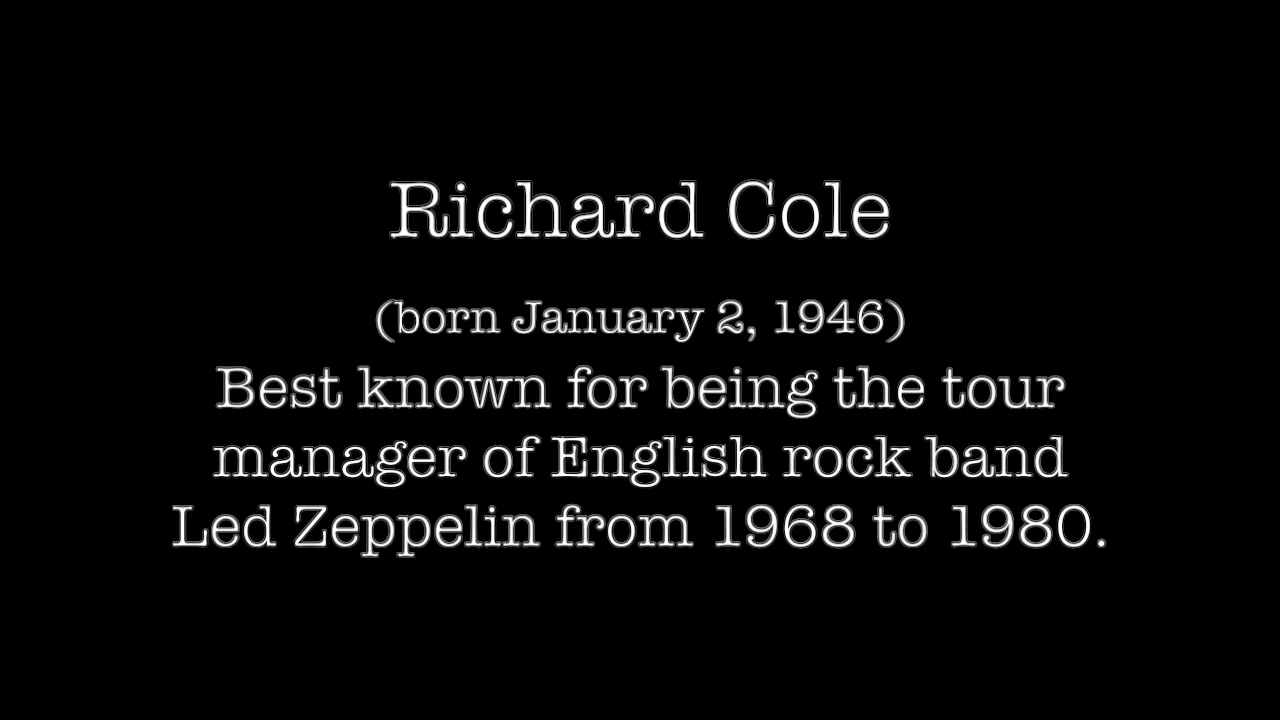 Richard Cole
(born January 2, 1946)
Best known for being the tour
manager of English rock band
Led Zeppelin from 1968 to 1980.